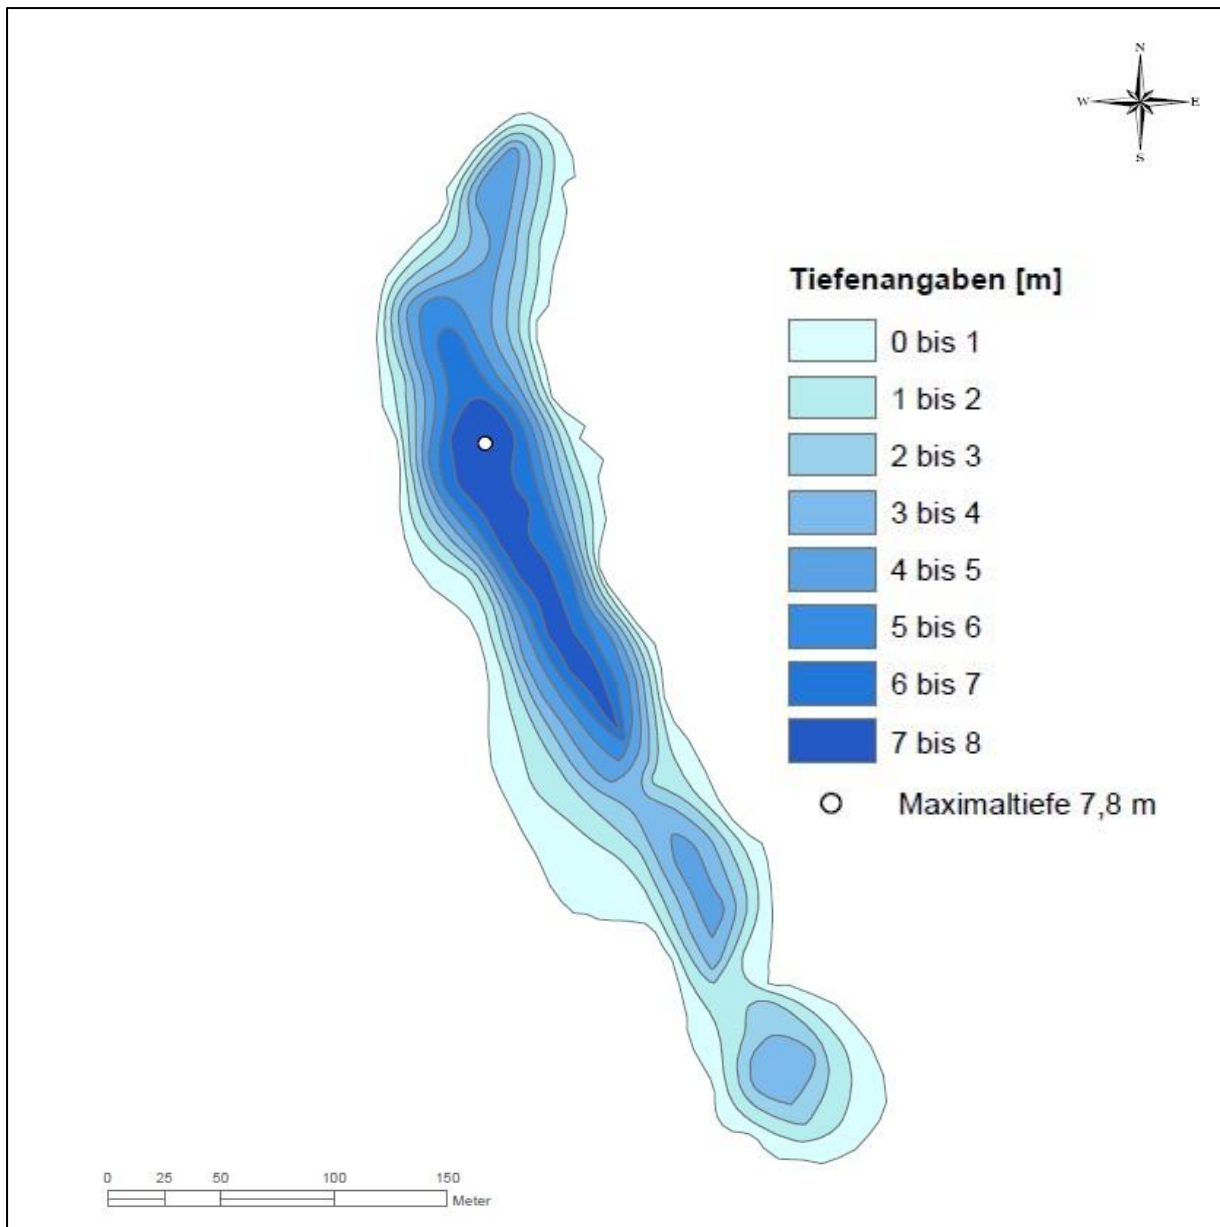 N
W E
S
Tiefenangaben [m]
0 bis 1
1 bis 2
2 bis 3
3 bis 4
4 bis 5
5 bis 6
6 bis 7
7 bis 8
Maximaltiefe 7,8 m
0 25 50 100 150
Meter